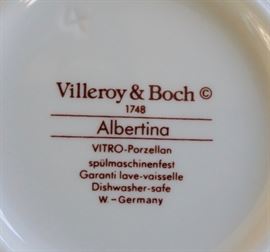 Villeroy & Boch ©
1748
Albertina
VITRO-Porzellan
spülmaschinenfest
Garanti lave-vaisselle
Dishwasher-safe
W.-Germany